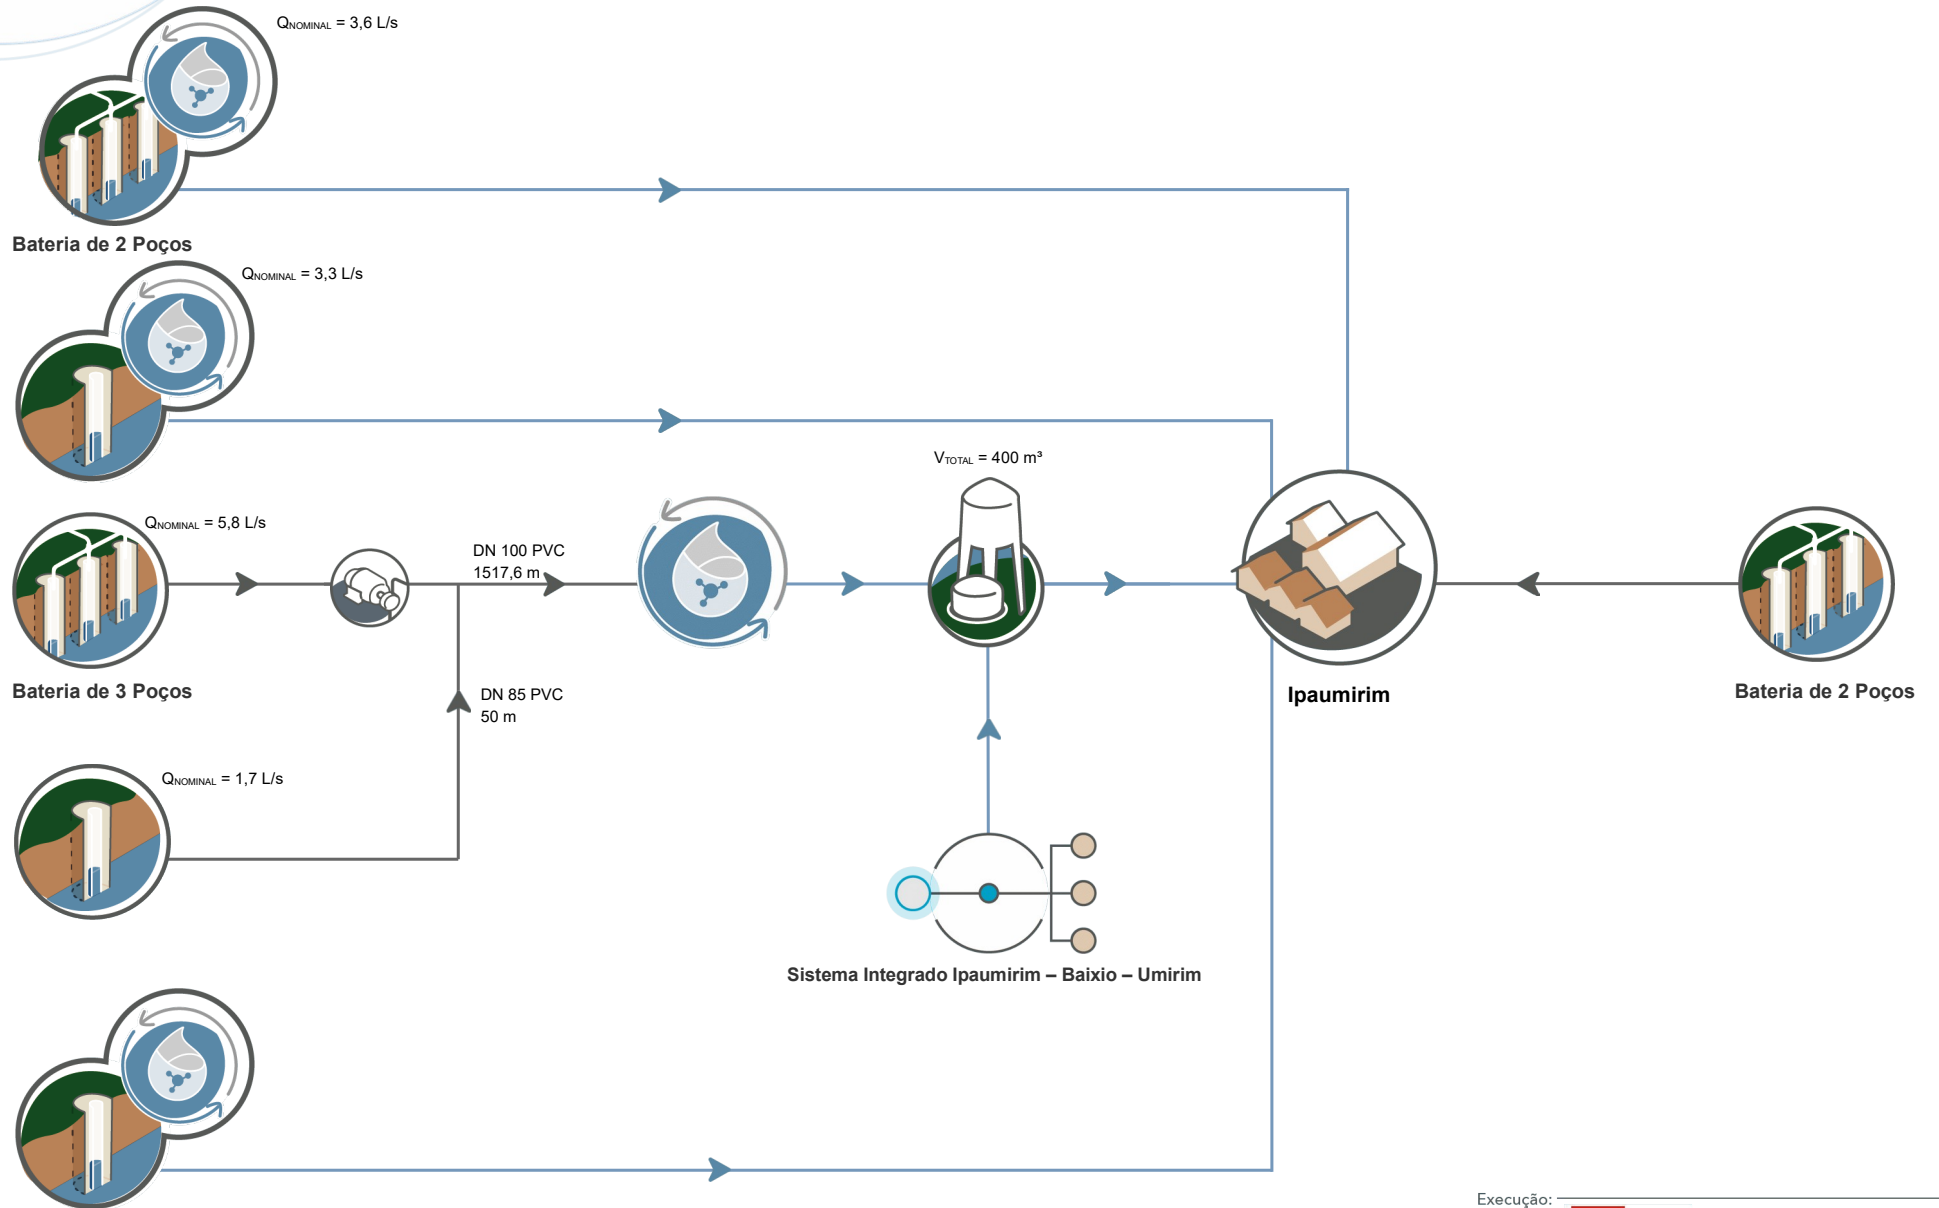 QNOMINAL = 3,6 L/s
Bateria de 2 Poços
QNOMINAL = 3,3 L/s
VTOTAL = 400 m³
QNOMINAL = 5,8 L/s
DN 100 PVC
1517,6 m
Bateria de 3 Poços
DN 85 PVC
50 m
Ipaumirim
Bateria de 2 Poços
QNOMINAL = 1,7 L/s
Sistema Integrado Ipaumirim – Baixio – Umirim
Execução: